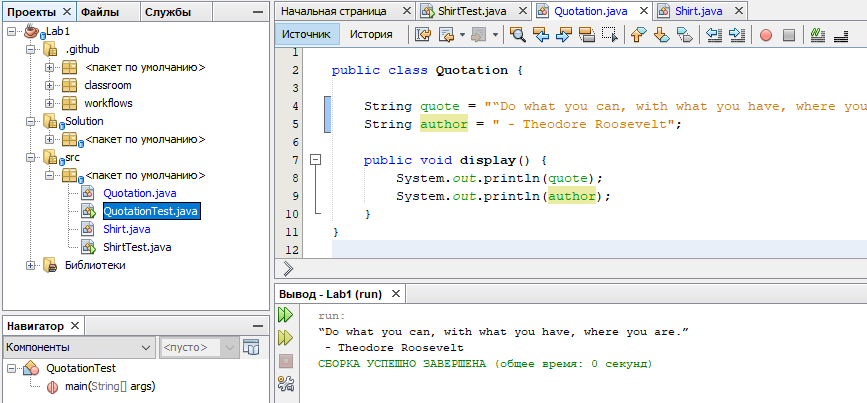 Проекты Файлы Службы
Lab1
.github
<пакет по умолчанию>
classroom
workflows
Solution
<пакет по умолчанию>
src
<пакет по умолчанию>
Quotation.java
QuotationTest.java
Shirt.java
ShirtTest.java
Библиотеки
Навигатор
Компоненты <пусто>
QuotationTest
main(String[] args)
Начальная страница ShirtTest.java Quotation.java Shirt.java
Источник История
1
2 public class Quotation {
3
4 String quote = "“Do what you can, with what you have, where you
5 String author = " - Theodore Roosevelt";
6
7 public void display() {
8 System.out.println(quote);
9 System.out.println(author);
10 }
11 }
12
Вывод - Lab1 (run)
run:
“Do what you can, with what you have, where you are.”
- Theodore Roosevelt
СБОРКА УСПЕШНО ЗАВЕРШЕНА (общее время: 0 секунд)